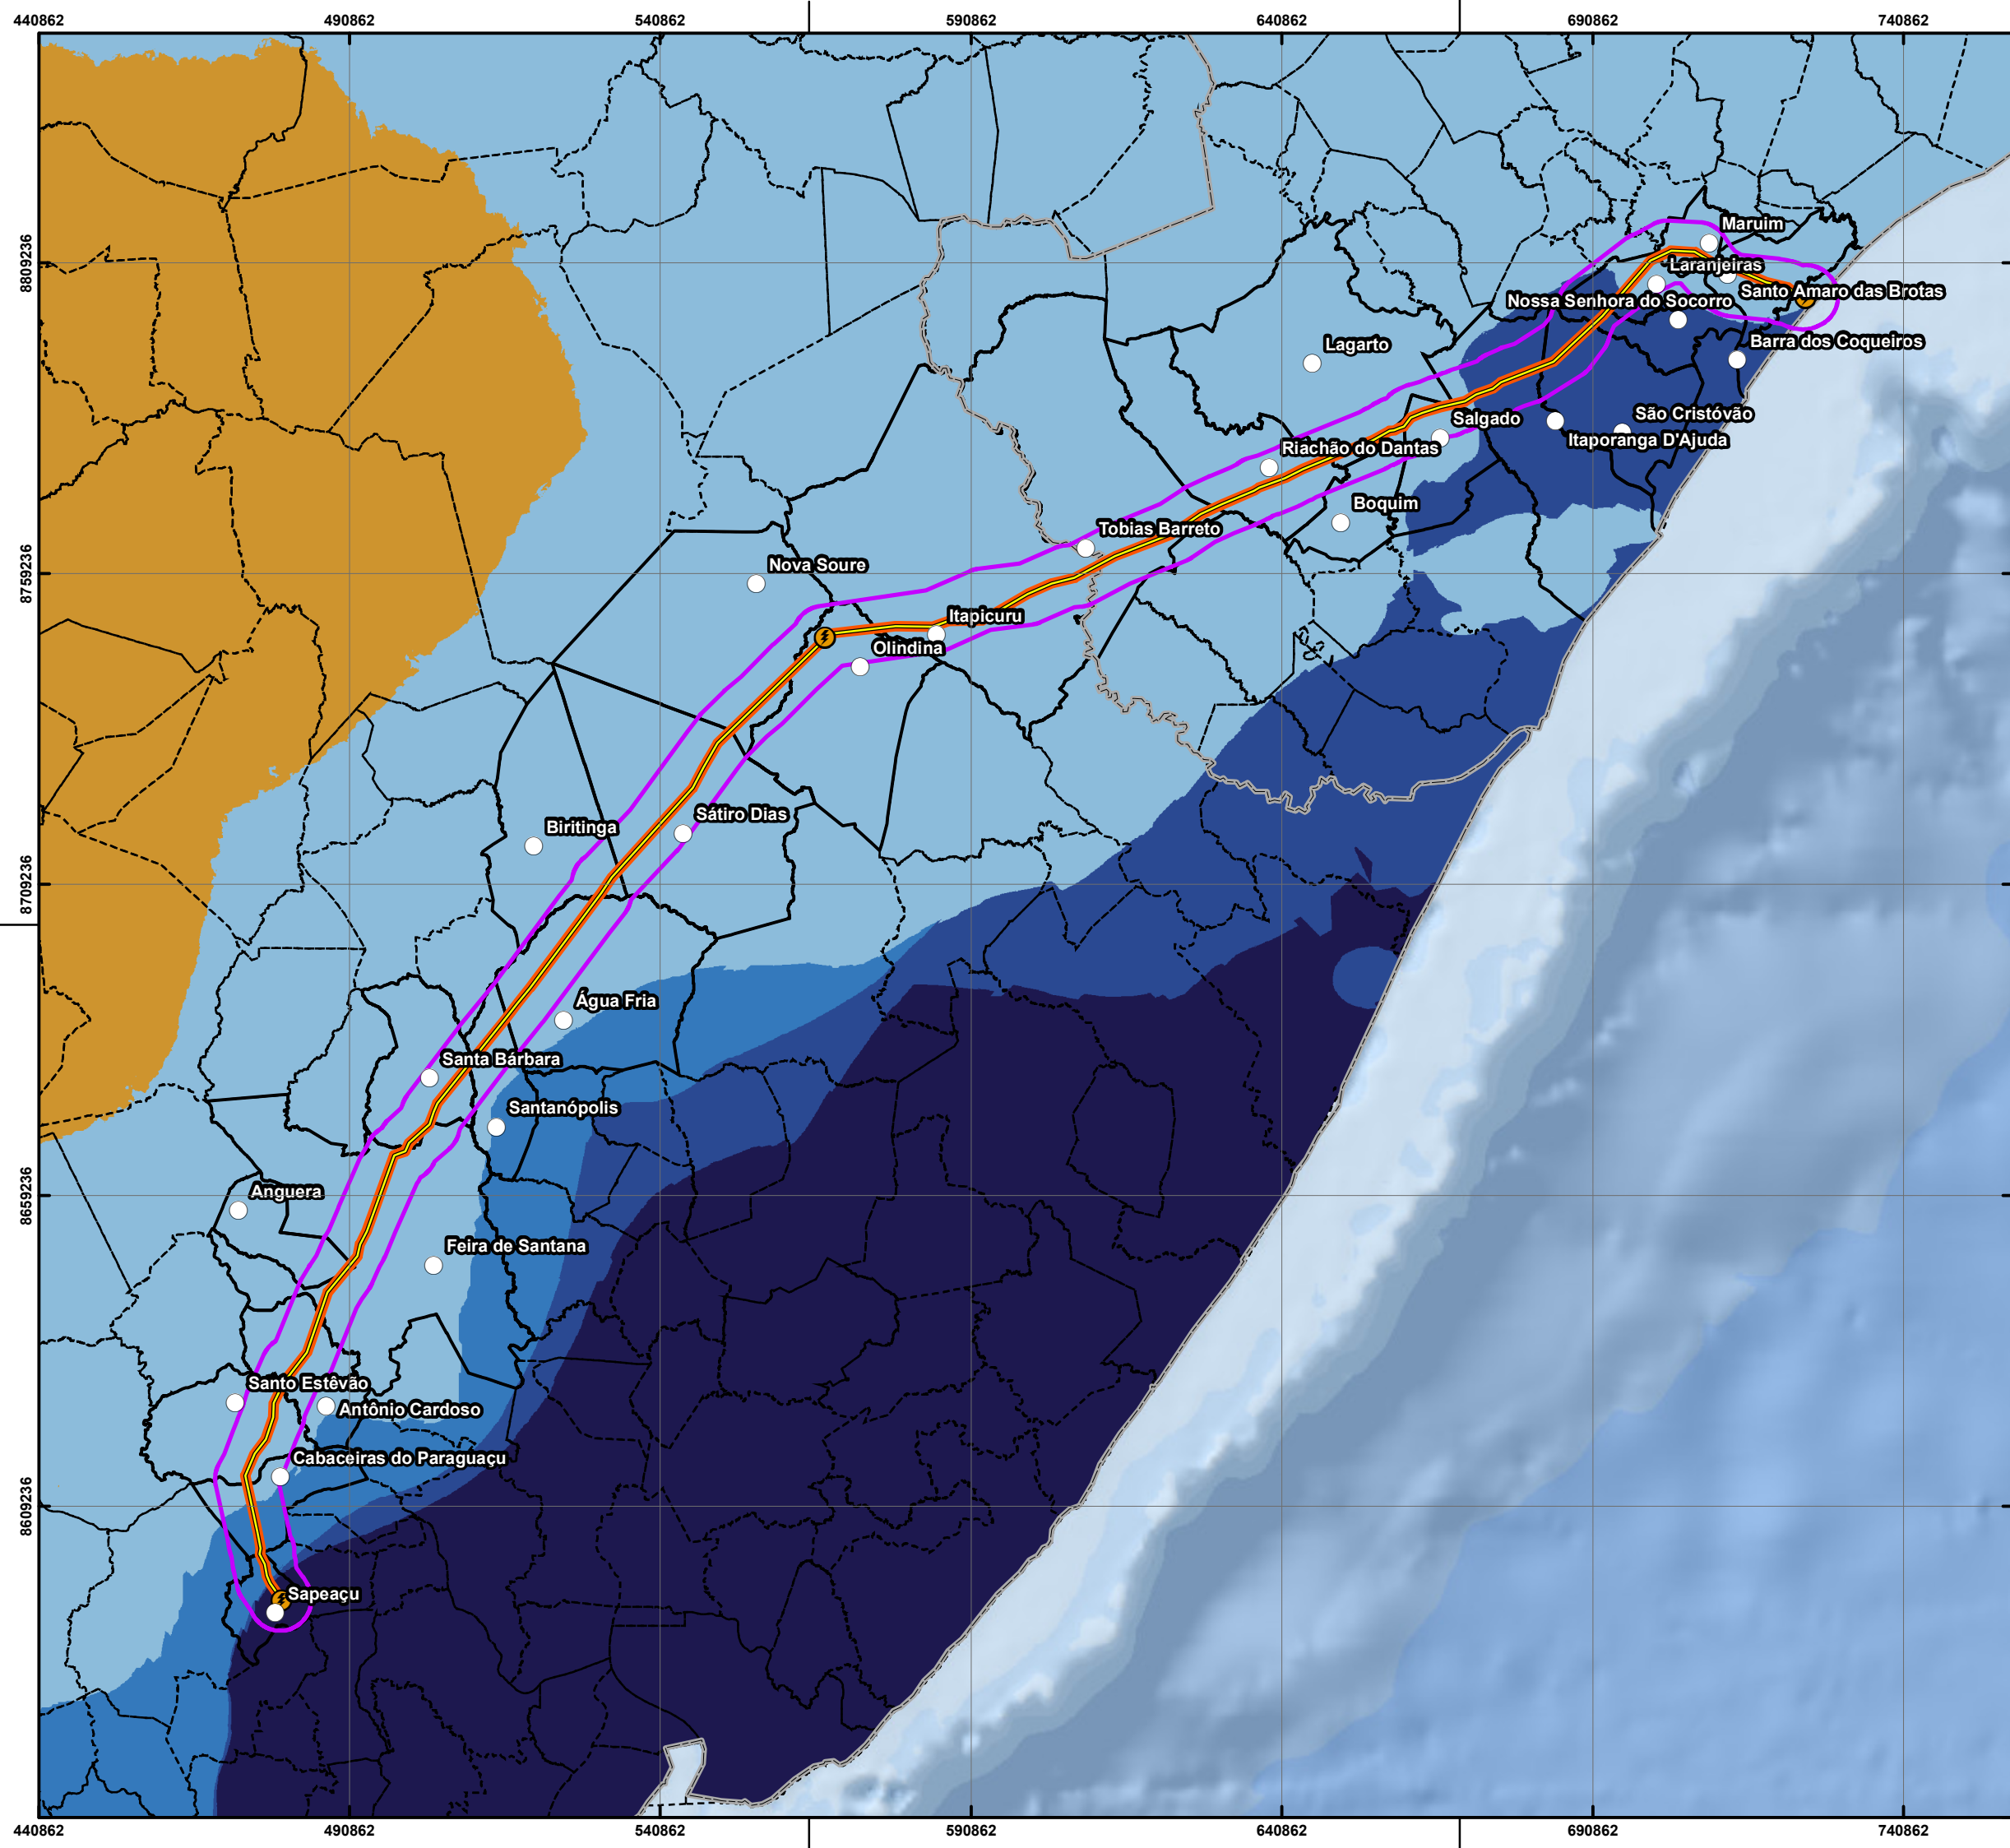 440862 490862 540862 590862 640862 690862 740862
8809236
8759236
8709236
8659236
8609236
Maruim
Laranjeiras
Santo Amaro das Brotas
Nossa Senhora do Socorro
Barra dos Coqueiros
Lagarto
São Cristóvão
Salgado
Itaporanga D'Ajuda
Riachão do Dantas
Boquim
Tobias Barreto
Nova Soure
Itapicuru
Olindina
Sátiro Dias
Biritinga
Água Fria
Santa Bárbara
Santanópolis
Anguera
Feira de Santana
Santo Estêvão
Antônio Cardoso
Cabaceiras do Paraguaçu
Sapeaçu
440862 490862 540862 590862 640862 690862 740862